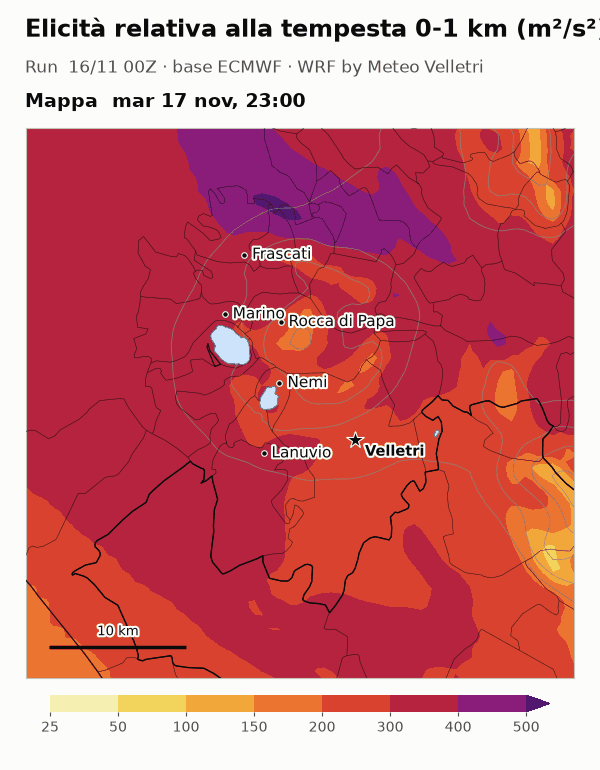 Elicità relativa alla tempesta 0-1 km (m²/s²)
Run 16/11 00Z · base ECMWF · WRF by Meteo Velletri
Mappa mar 17 nov, 23:00
Frascati
Marino
Rocca di Papa
Nemi
Velletri
Lanuvio
10 km
25 50 100 150 200 300 400 500